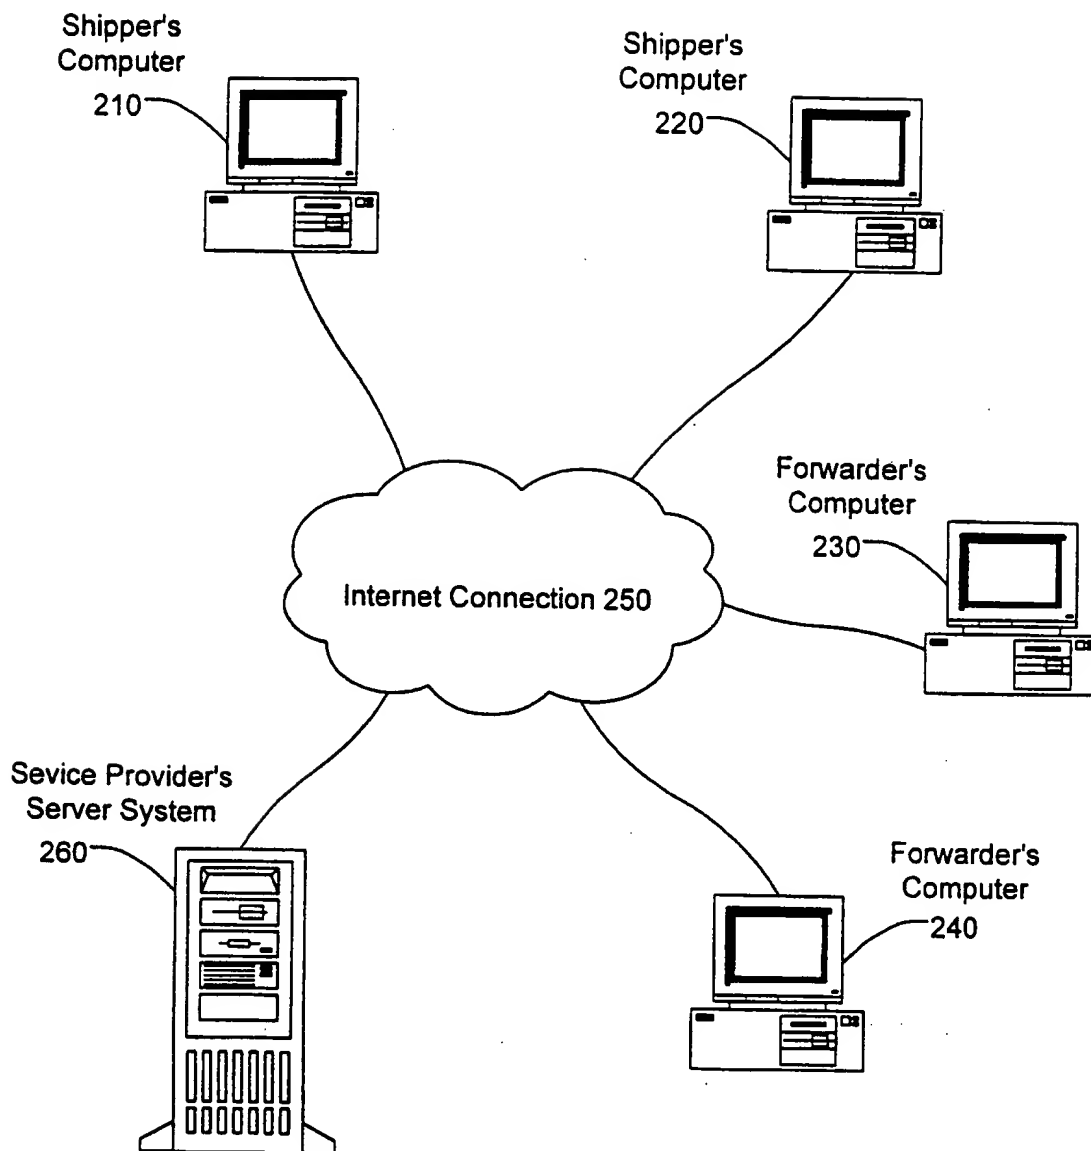 Shipper's
Computer
210
Shipper's
Computer
220
Forwarder's
Computer
230
Internet Connection 250
Sevice Provider's
Server System
260
Forwarder's
Computer
240